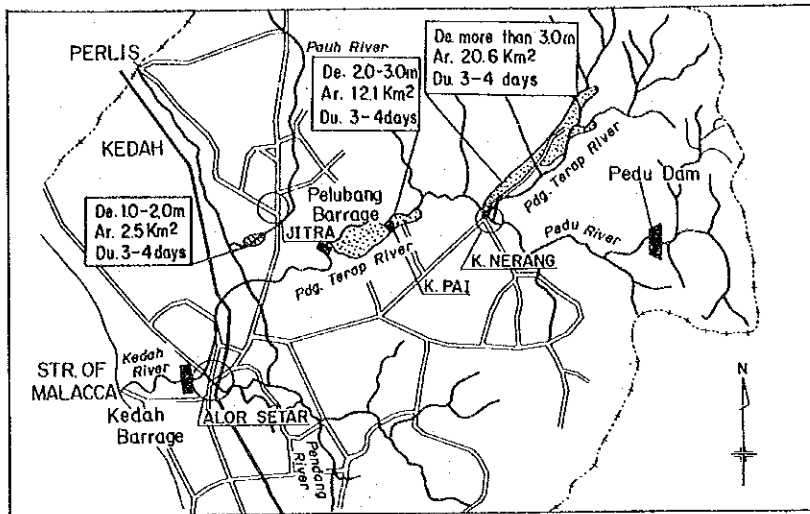 PERLIS
Pauh River
De. 2.0-3.0m
Ar. 12.1 Km²
Du. 3-4days
De. more than 3.0m
Ar. 20.6 Km²
Du. 3-4 days
KEDAH
De. 1.0-2.0m
Ar. 2.5 Km²
Du. 3-4days
Pelubang
Barrage
JITRA
Pdg. Terap River
K. PAI
K. NERANG
Pdg. Terap River
Pedu Dam
Padu River
STR. OF
MALACCA
Kedah
River
Kedah
Barrage
ALOR SETAR
Pendang
River
N